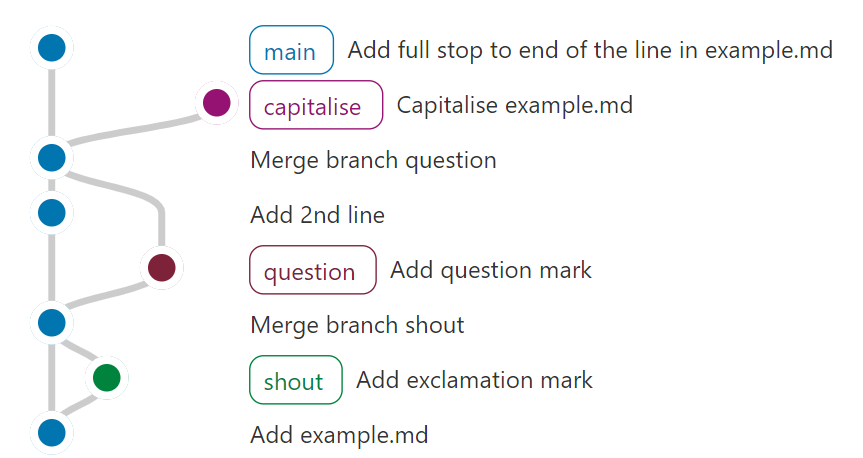 main Add full stop to end of the line in example.md
capitalise Capitalise example.md
Merge branch question
Add 2nd line
question Add question mark
Merge branch shout
shout Add exclamation mark
Add example.md